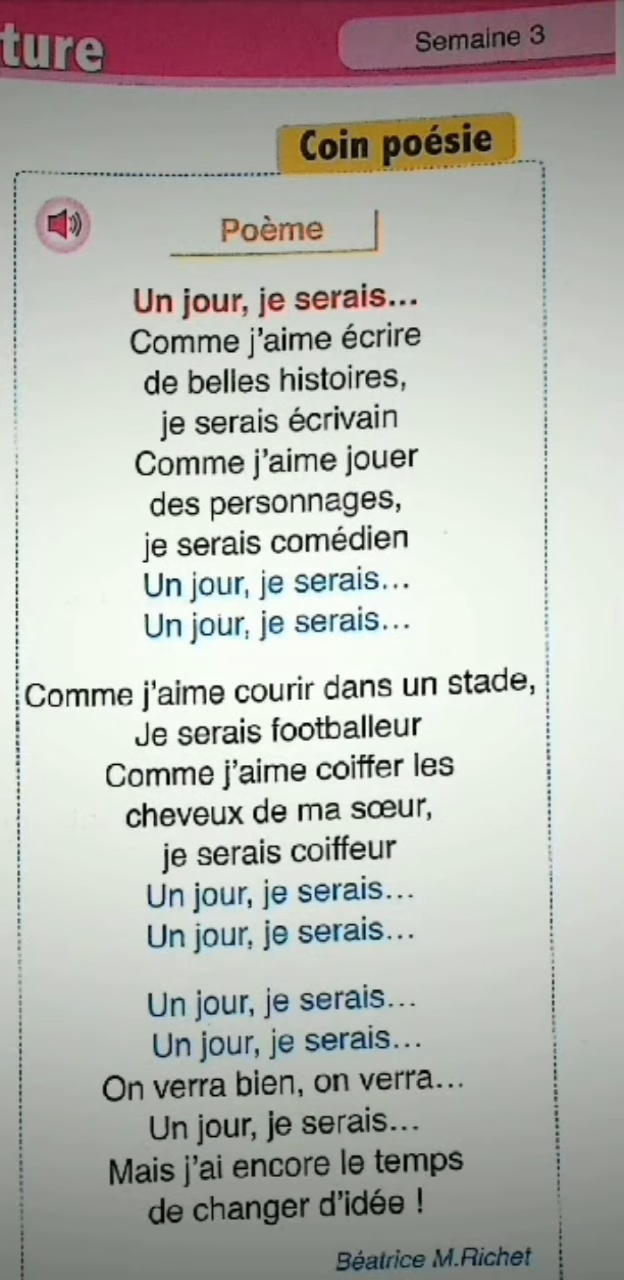 ture
Semaine 3
Coin poésie
Poème
Un jour, je serais...
Comme j'aime écrire
de belles histoires,
je serais écrivain
Comme j'aime jouer
des personnages,
je serais comédien
Un jour, je serais...
Un jour, je serais...
Comme j'aime courir dans un stade,
Je serais footballeur
Comme j'aime coiffer les
cheveux de ma sœur,
je serais coiffeur
Un jour, je serais...
Un jour, je serais...
Un jour, je serais...
Un jour, je serais...
On verra bien, on verra...
Un jour, je serais...
Mais j'ai encore le temps
de changer d'idée !
Béatrice M.Richet